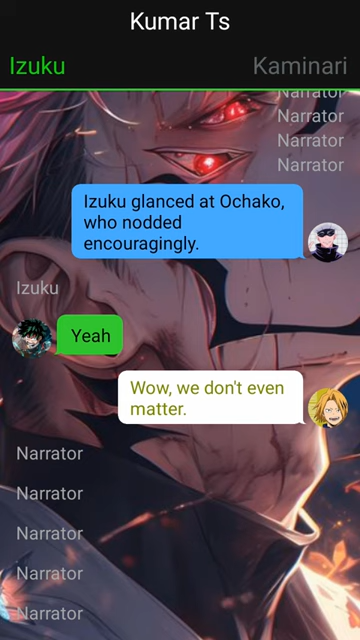 Kumar Ts
Izuku
Kaminari
Narrator
Narrator
Narrator
Narrator
Izuku glanced at Ochako,
who nodded
encouragingly.
Izuku
Yeah
Wow, we don't even
matter.
Narrator
Narrator
Narrator
Narrator
Narrator